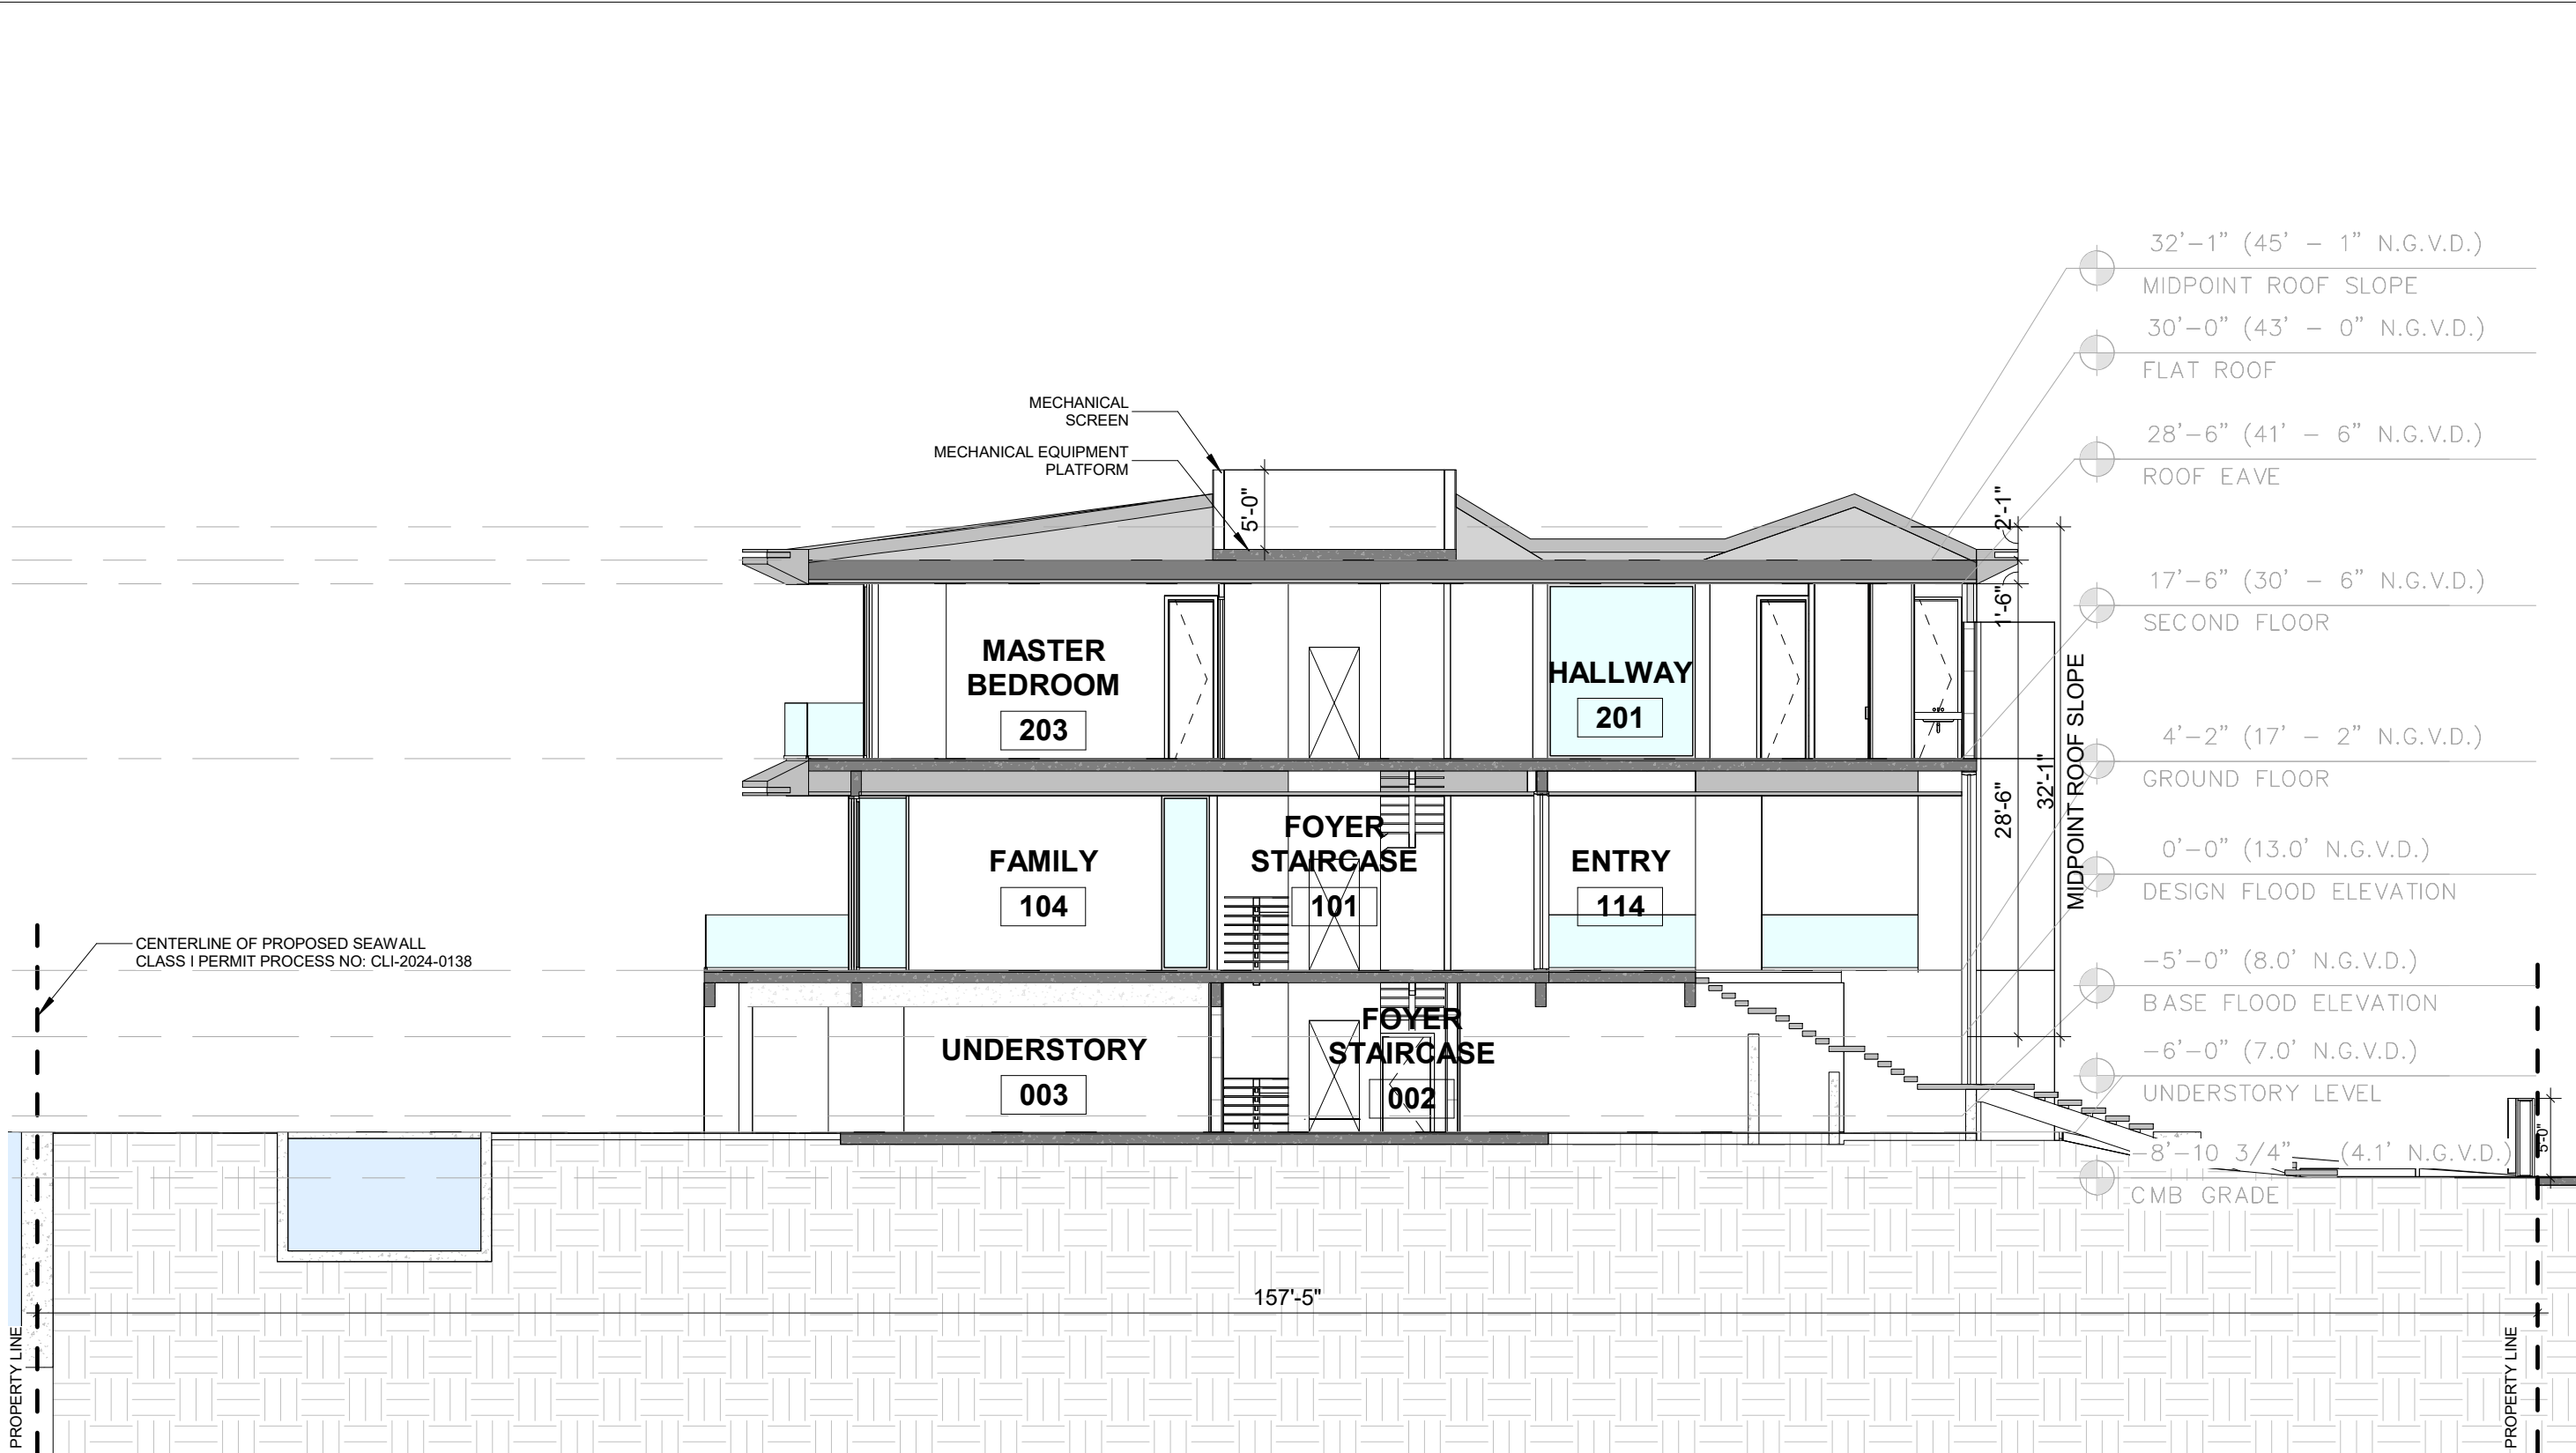 32'-1" (45' - 1" N.G.V.D.)
MIDPOINT ROOF SLOPE
30'-0" (43' - 0" N.G.V.D.)
FLAT ROOF
28'-6" (41' - 6" N.G.V.D.)
ROOF EAVE
17'-6" (30' - 6" N.G.V.D.)
SECOND FLOOR
4'-2" (17' - 2" N.G.V.D.)
GROUND FLOOR
0'-0" (13.0' N.G.V.D.)
DESIGN FLOOD ELEVATION
-5'-0" (8.0' N.G.V.D.)
BASE FLOOD ELEVATION
-6'-0" (7.0' N.G.V.D.)
UNDERSTORY LEVEL
-8'-10 3/4" (4.1' N.G.V.D.)
CMB GRADE
MECHANICAL
SCREEN
MECHANICAL EQUIPMENT
PLATFORM
5'-0"
2'-1"
1'-6"
28'-6"
32'-1"
MIDPOINT ROOF SLOPE
MASTER
BEDROOM
203
HALLWAY
201
FAMILY
104
FOYER
STAIRCASE
101
ENTRY
114
UNDERSTORY
003
FOYER
STAIRCASE
002
CENTERLINE OF PROPOSED SEAWALL
CLASS I PERMIT PROCESS NO: CLI-2024-0138
5'-0"
157'-5"
PROPERTY LINE
PROPERTY LINE